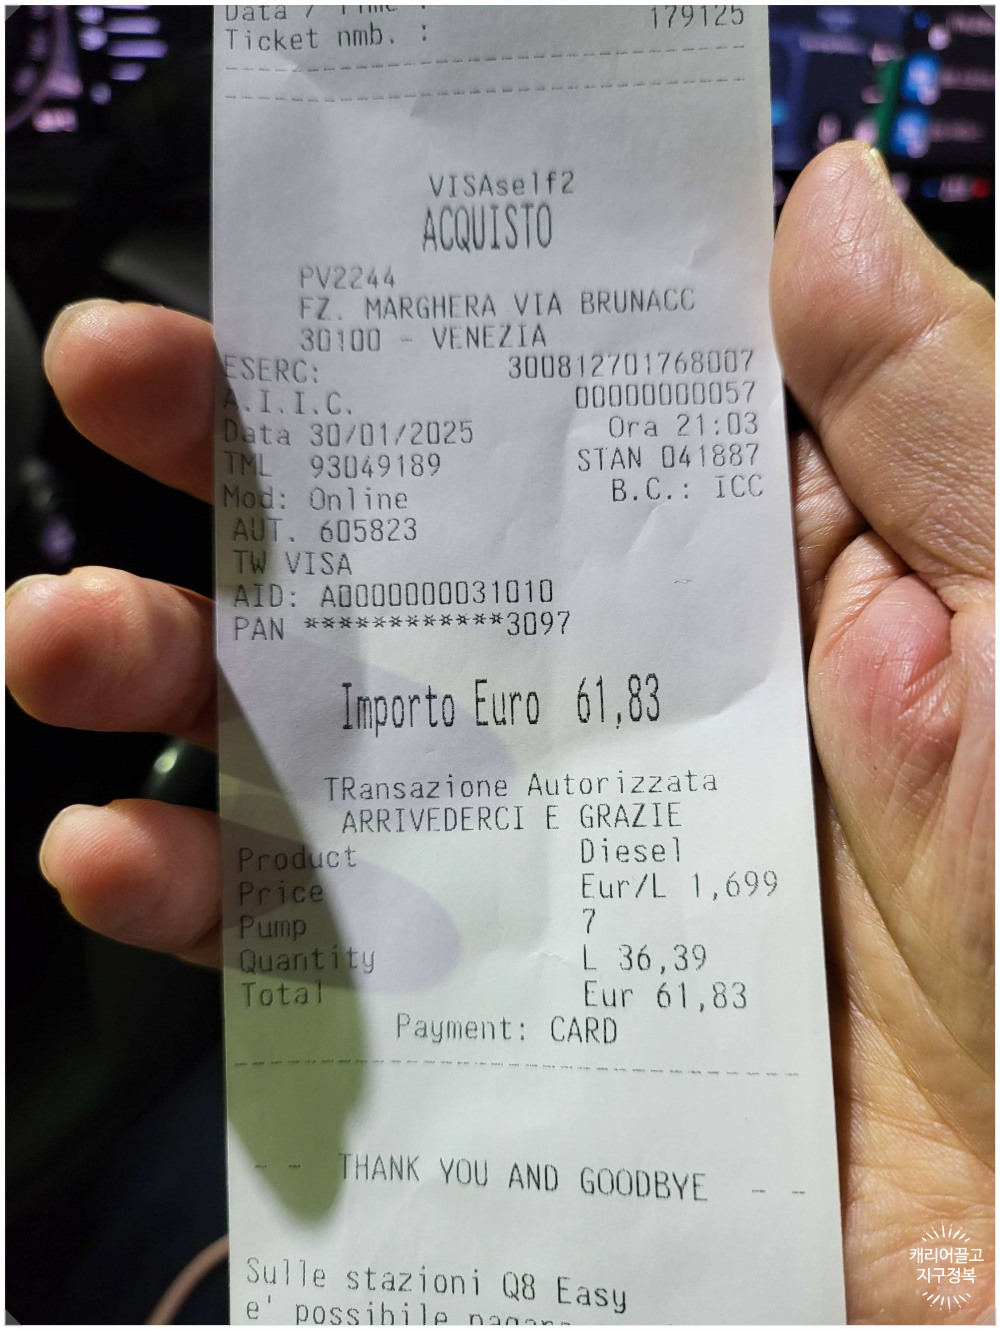 Data / Time :
Ticket nmb. : 179125
VISAself2
ACQUISTO
PV2244
FZ. MARGHERA VIA BRUNACC
30100 - VENEZIA
ESERC: 300812701768007
A.I.I.C. 00000000057
Data 30/01/2025 Ora 21:03
TML 93049189 STAN 041887
Mod: Online B.C.: ICC
AUT. 605823
TW VISA
AID: A0000000031010
PAN ************3097
Importo Euro 61,83
TRansazione Autorizzata
ARRIVEDERCI E GRAZIE
Product Diesel
Price Eur/L 1,699
Pump 7
Quantity L 36,39
Total Eur 61,83
Payment: CARD
- - THANK YOU AND GOODBYE - -
Sulle stazioni Q8 Easy
e' possibile pagare
캐리어끌고
지구정복